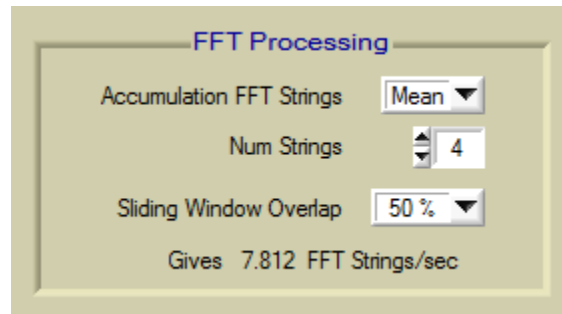 FFT Processing
Accumulation FFT Strings Mean
Num Strings 4
Sliding Window Overlap 50 %
Gives 7.812 FFT Strings/sec